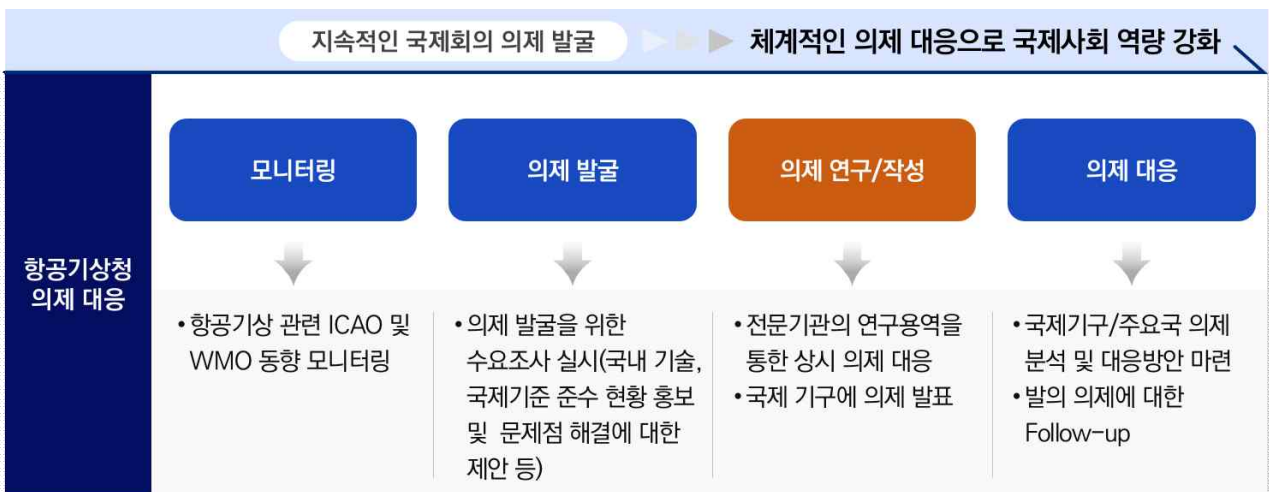 지속적인 국제회의 의제 발굴
체계적인 의제 대응으로 국제사회 역량 강화
항공기상청
의제 대응
모니터링
• 항공기상 관련 ICAO 및
WMO 동향 모니터링
의제 발굴
• 의제 발굴을 위한
수요조사 실시(국내 기술,
국제기준 준수 현황 홍보
및 문제점 해결에 대한
제안 등)
의제 연구/작성
• 전문기관의 연구용역을
통한 상시 의제 대응
• 국제 기구에 의제 발표
의제 대응
• 국제기구/주요국 의제
분석 및 대응방안 마련
• 발의 의제에 대한
Follow-up